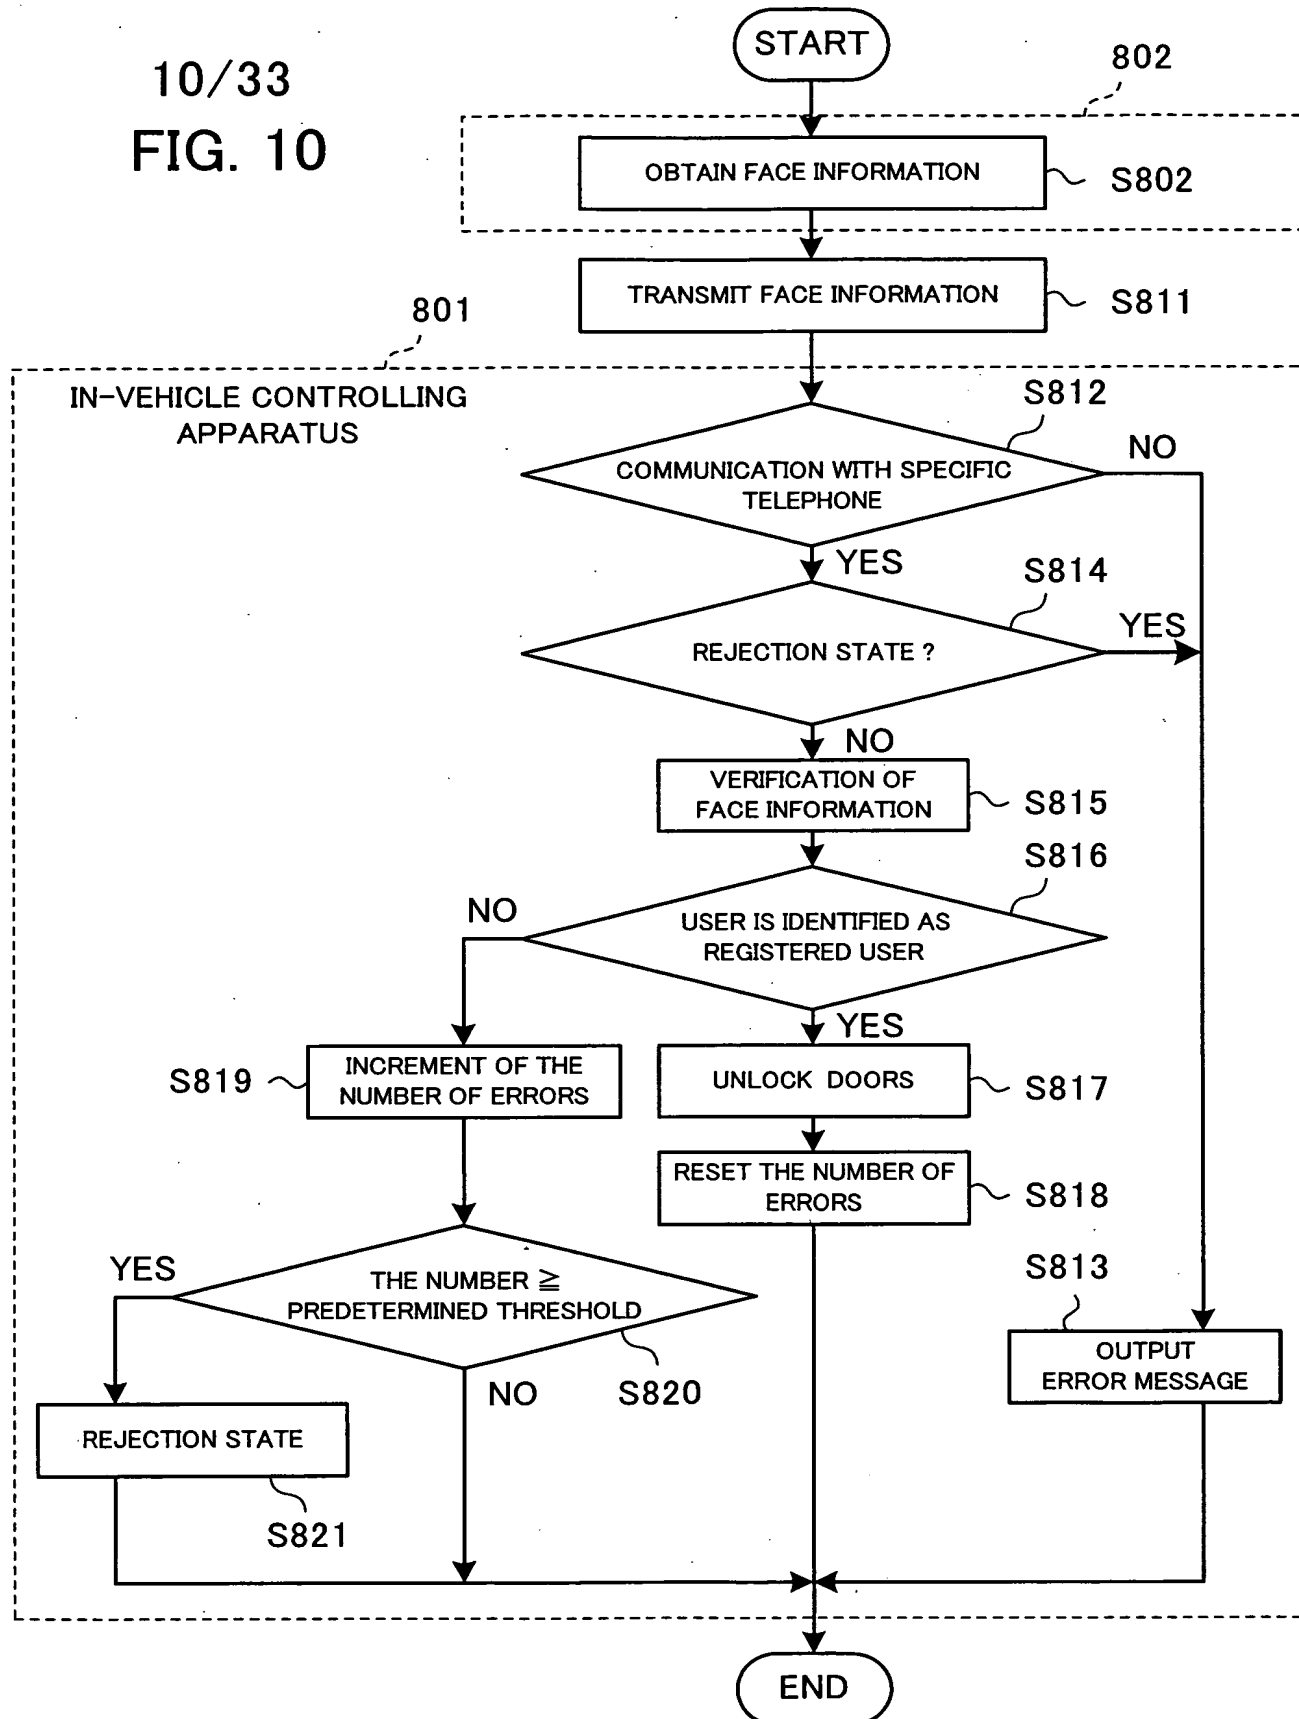 START
10/33
FIG. 10
802
OBTAIN FACE INFORMATION
S802
TRANSMIT FACE INFORMATION
S811
801
IN-VEHICLE CONTROLLING
APPARATUS
S812
COMMUNICATION WITH SPECIFIC
TELEPHONE
NO
YES
S814
REJECTION STATE ?
YES
NO
VERIFICATION OF
FACE INFORMATION
S815
S816
USER IS IDENTIFIED AS
REGISTERED USER
NO
YES
S819
INCREMENT OF THE
NUMBER OF ERRORS
UNLOCK DOORS
S817
RESET THE NUMBER OF
ERRORS
S818
YES
THE NUMBER ≧
PREDETERMINED THRESHOLD
S820
NO
S813
OUTPUT
ERROR MESSAGE
REJECTION STATE
S821
END